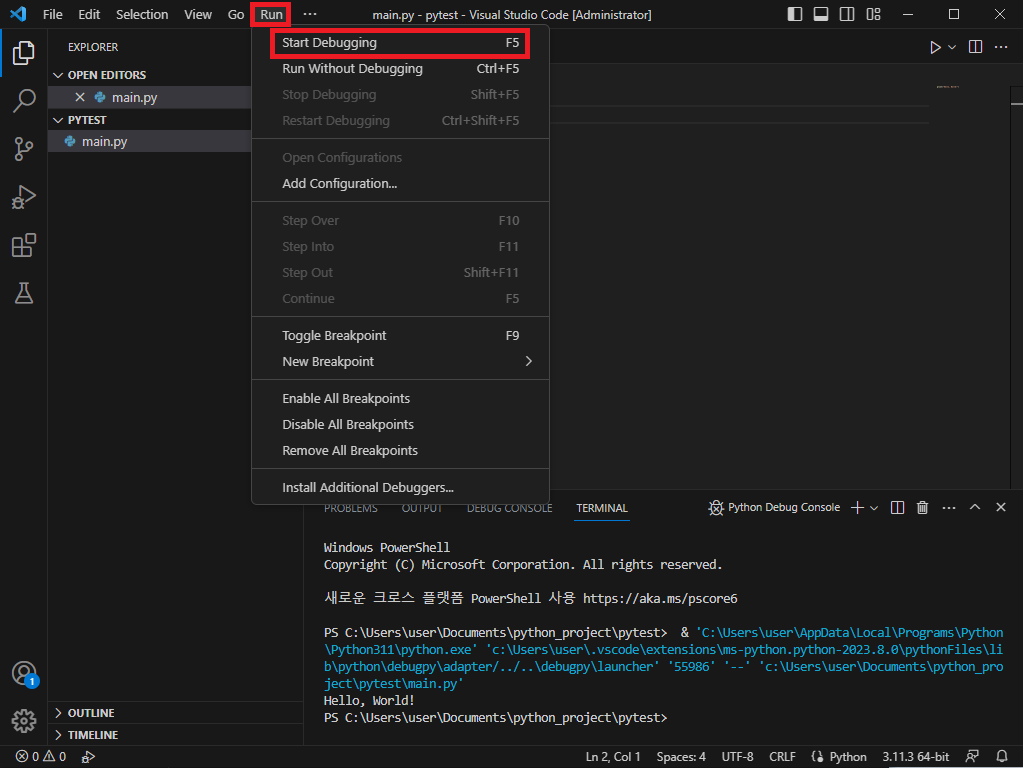 File Edit Selection View Go Run ··· main.py - pytest - Visual Studio Code [Administrator]
EXPLORER
OPEN EDITORS
main.py
PYTEST
main.py
Start Debugging F5
Run Without Debugging Ctrl+F5
Stop Debugging Shift+F5
Restart Debugging Ctrl+Shift+F5
Open Configurations
Add Configuration...
Step Over F10
Step Into F11
Step Out Shift+F11
Continue F5
Toggle Breakpoint F9
New Breakpoint
Enable All Breakpoints
Disable All Breakpoints
Remove All Breakpoints
Install Additional Debuggers...
PROBLEMS OUTPUT DEBUG CONSOLE TERMINAL Python Debug Console
Windows PowerShell
Copyright (C) Microsoft Corporation. All rights reserved.
새로운 크로스 플랫폼 PowerShell 사용 https://aka.ms/pscore6
PS C:\Users\user\Documents\python_project\pytest>  & 'C:\Users\user\AppData\Local\Programs\Python
\Python311\python.exe' 'c:\Users\user\.vscode\extensions\ms-python.python-2023.8.0\pythonFiles\li
b\python\debugpy\adapter/../..\debugpy\launcher' '55986' '--' 'c:\Users\user\Documents\python_pro
ject\pytest\main.py'
Hello, World!
PS C:\Users\user\Documents\python_project\pytest>
1
OUTLINE
TIMELINE
0 0 Ln 2, Col 1 Spaces: 4 UTF-8 CRLF Python 3.11.3 64-bit